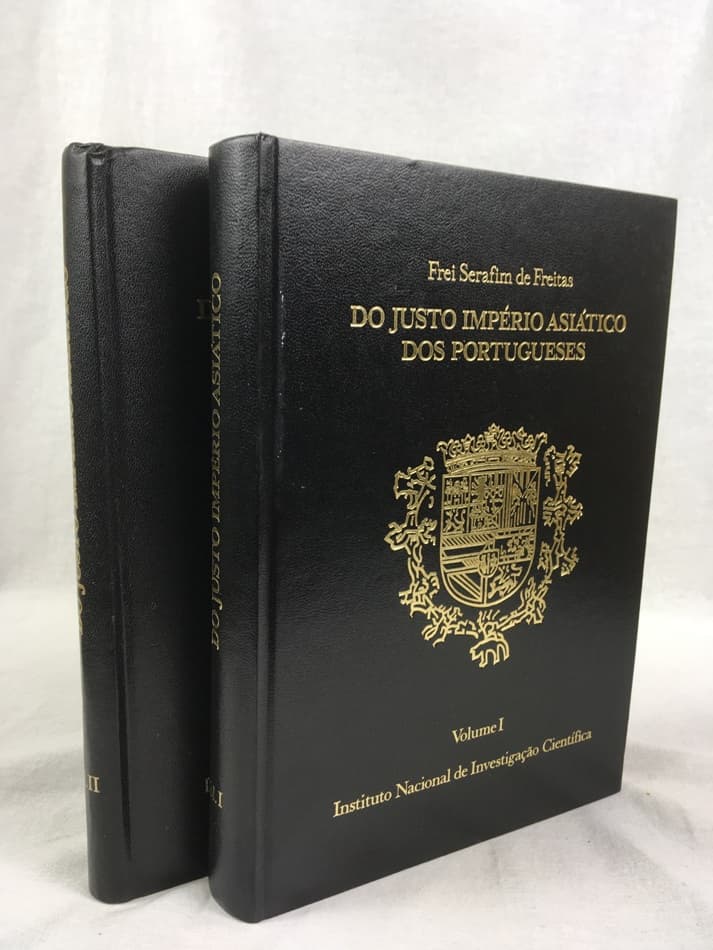 Frei Serafim de Freitas
DO JUSTO IMPÉRIO ASIÁTICO
DOS PORTUGUESES
Volume I
Instituto Nacional de Investigação Científica
DO JUSTO IMPÉRIO ASIÁTICO
II